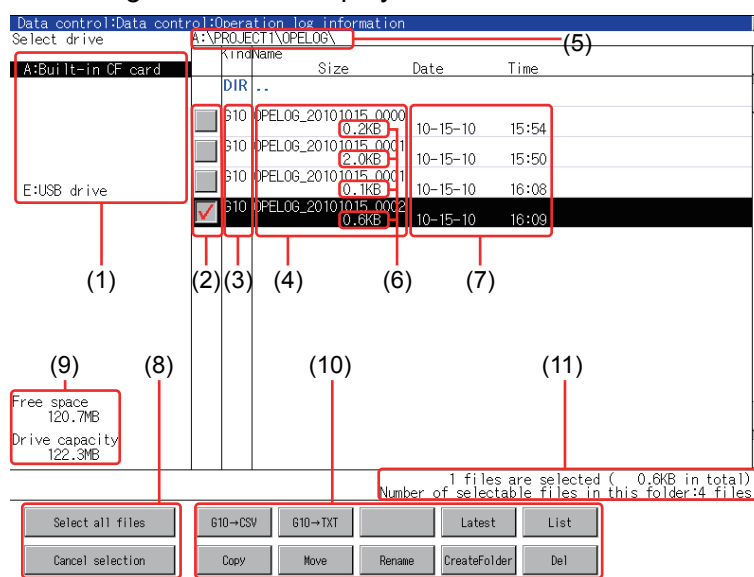 Data control:Data control:Operation log information
Select drive
A:\PROJECT1\OPELOG\
(5)
Kind Name
Size Date Time
A:Built-in CF card
DIR ..
G10 OPELOG_20101015_0000
0.2KB 10-15-10 15:54
G10 OPELOG_20101015_0001
2.0KB 10-15-10 15:50
G10 OPELOG_20101015_0001
0.1KB 10-15-10 16:08
E:USB drive
G10 OPELOG_20101015_0002
0.6KB 10-15-10 16:09
(1) (2) (3) (4) (6) (7)
(9) (8) (10) (11)
Free space
120.7MB
Drive capacity
122.3MB
1 files are selected ( 0.6KB in total)
Number of selectable files in this folder:4 files
Select all files G10→CSV G10→TXT Latest List
Cancel selection Copy Move Rename CreateFolder Del